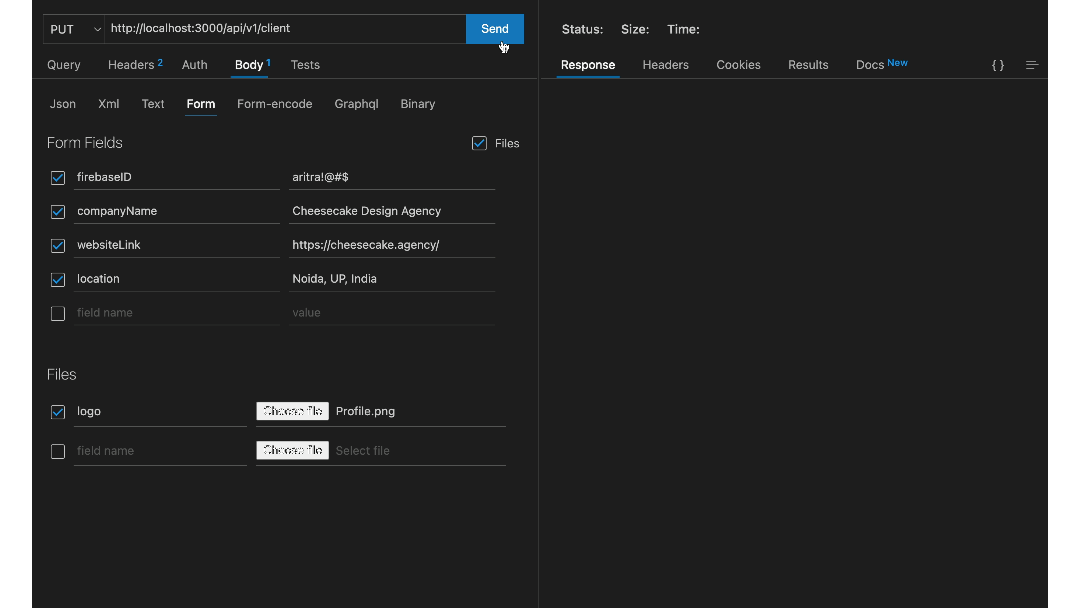 PUT http://localhost:3000/api/v1/client Send
Query Headers 2 Auth Body 1 Tests
Json Xml Text Form Form-encode Graphql Binary
Form Fields Files
firebaseID aritra!@#$
companyName Cheesecake Design Agency
websiteLink https://cheesecake.agency/
location Noida, UP, India
field name value
Files
logo Choose file Profile.png
field name Choose file Select file
Status: Size: Time:
Response Headers Cookies Results Docs New { }